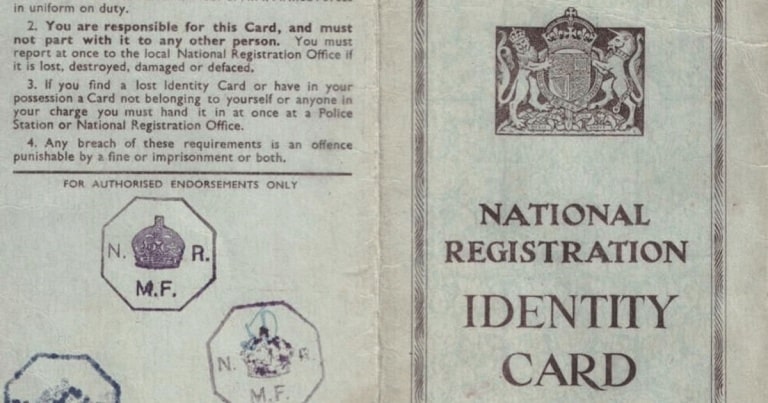 in uniform on duty.
2. You are responsible for this Card, and must
not part with it to any other person. You must
report at once to the local National Registration Office if
it is lost, destroyed, damaged or defaced.
3. If you find a lost Identity Card or have in your
possession a Card not belonging to yourself or anyone in
your charge you must hand it in at once at a Police
Station or National Registration Office.
4. Any breach of these requirements is an offence
punishable by a fine or imprisonment or both.
FOR AUTHORISED ENDORSEMENTS ONLY
N. R.
M.F.
N. R.
M.F.
NATIONAL
REGISTRATION
IDENTITY
CARD